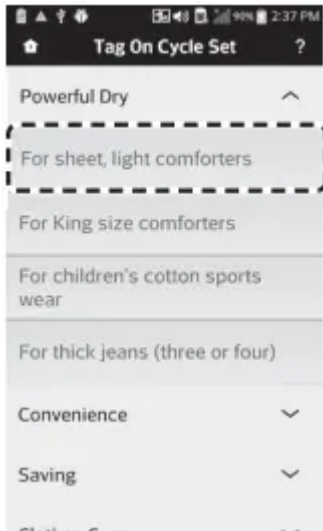 90% 2:37 PM
Tag On Cycle Set ?
Powerful Dry
For sheet, light comforters
For King size comforters
For children's cotton sports
wear
For thick jeans (three or four)
Convenience
Saving